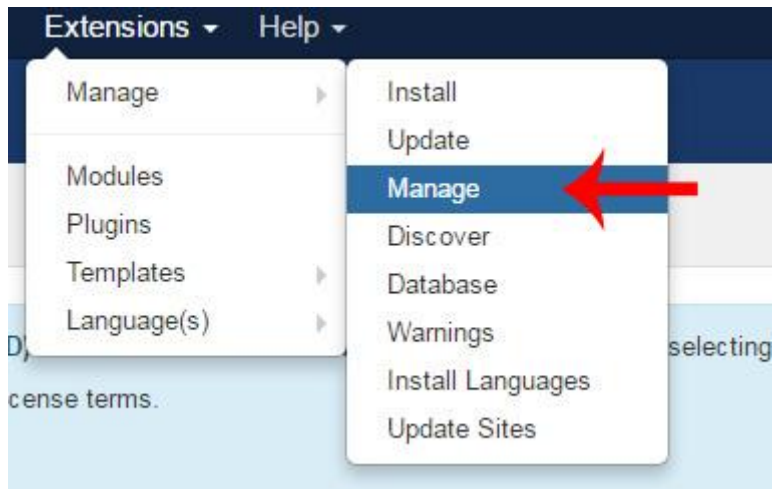 Extensions Help
Manage
Modules
Plugins
Templates
Language(s)
Install
Update
Manage
Discover
Database
Warnings
Install Languages
Update Sites
D) selecting
cense terms.